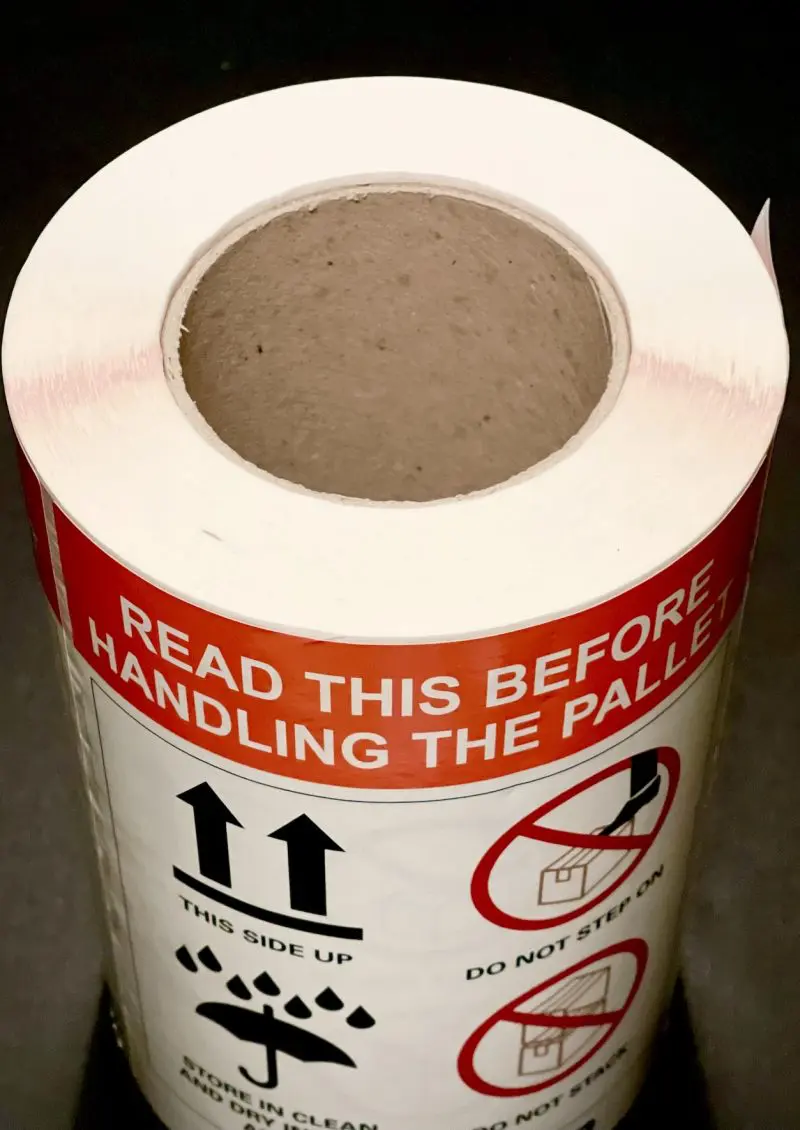 READ THIS BEFORE
HANDLING THE PALLET
THIS SIDE UP
DO NOT STEP ON
STORE IN CLEAN
AND DRY
DO NOT STACK